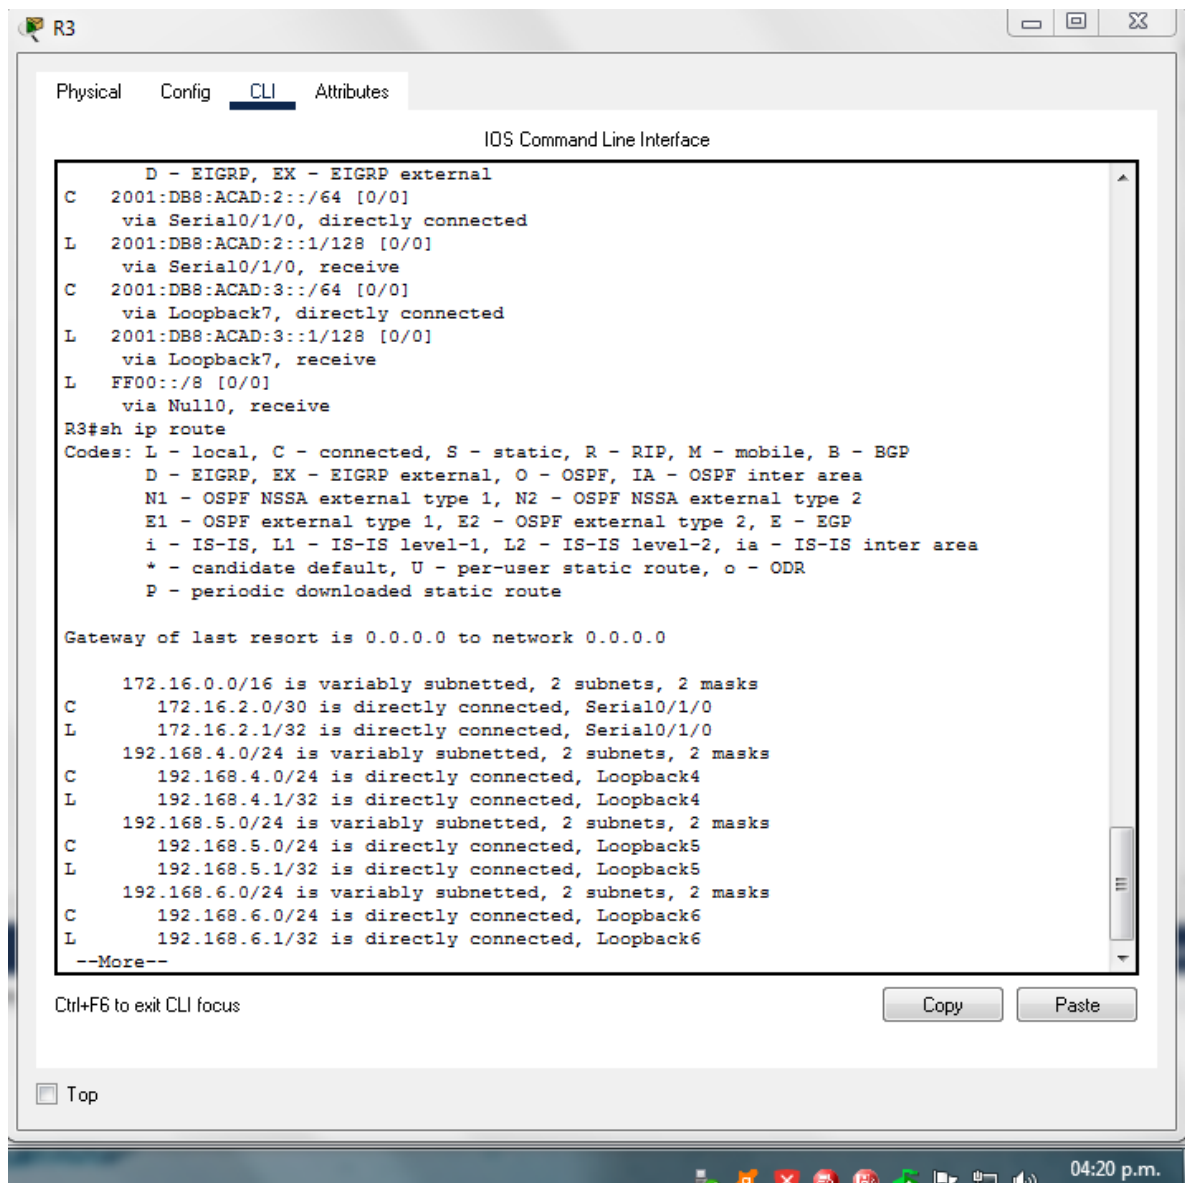 R3
Physical Config CLI Attributes
IOS Command Line Interface
       D - EIGRP, EX - EIGRP external
C   2001:DB8:ACAD:2::/64 [0/0]
     via Serial0/1/0, directly connected
L   2001:DB8:ACAD:2::1/128 [0/0]
     via Serial0/1/0, receive
C   2001:DB8:ACAD:3::/64 [0/0]
     via Loopback7, directly connected
L   2001:DB8:ACAD:3::1/128 [0/0]
     via Loopback7, receive
L   FF00::/8 [0/0]
     via Null0, receive
R3#sh ip route
Codes: L - local, C - connected, S - static, R - RIP, M - mobile, B - BGP
       D - EIGRP, EX - EIGRP external, O - OSPF, IA - OSPF inter area
       N1 - OSPF NSSA external type 1, N2 - OSPF NSSA external type 2
       E1 - OSPF external type 1, E2 - OSPF external type 2, E - EGP
       i - IS-IS, L1 - IS-IS level-1, L2 - IS-IS level-2, ia - IS-IS inter area
       * - candidate default, U - per-user static route, o - ODR
       P - periodic downloaded static route
Gateway of last resort is 0.0.0.0 to network 0.0.0.0
     172.16.0.0/16 is variably subnetted, 2 subnets, 2 masks
C       172.16.2.0/30 is directly connected, Serial0/1/0
L       172.16.2.1/32 is directly connected, Serial0/1/0
     192.168.4.0/24 is variably subnetted, 2 subnets, 2 masks
C       192.168.4.0/24 is directly connected, Loopback4
L       192.168.4.1/32 is directly connected, Loopback4
     192.168.5.0/24 is variably subnetted, 2 subnets, 2 masks
C       192.168.5.0/24 is directly connected, Loopback5
L       192.168.5.1/32 is directly connected, Loopback5
     192.168.6.0/24 is variably subnetted, 2 subnets, 2 masks
C       192.168.6.0/24 is directly connected, Loopback6
L       192.168.6.1/32 is directly connected, Loopback6
 --More--
Ctrl+F6 to exit CLI focus
Copy Paste
Top
04:20 p.m.